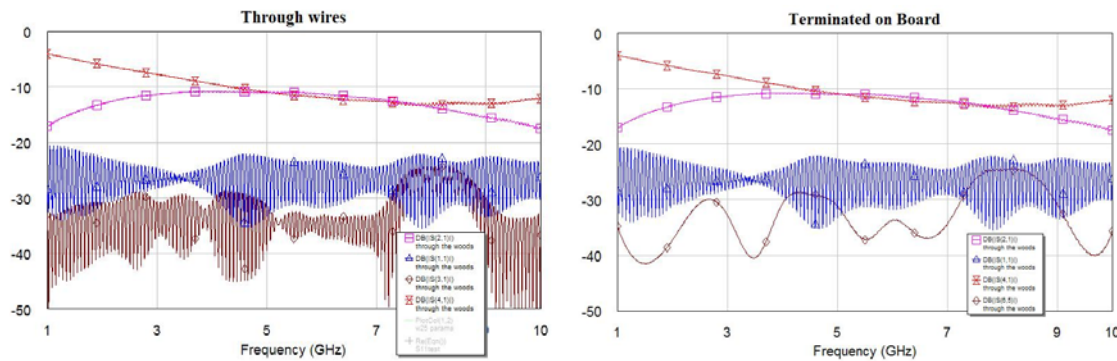 Through wires
0
-10
-20
-30
-40
-50
1
3
5
7
9
10
Frequency (GHz)
DB(|S(2,1)|)
through the woods
DB(|S(1,1)|)
through the woods
DB(|S(3,1)|)
through the woods
DB(|S(4,1)|)
through the woods
Terminated on Board
0
-10
-20
-30
-40
-50
1
3
5
7
9
10
Frequency (GHz)
DB(|S(2,1)|)
through the woods
DB(|S(1,1)|)
through the woods
DB(|S(4,1)|)
through the woods
DB(|S(5,5)|)
through the woods